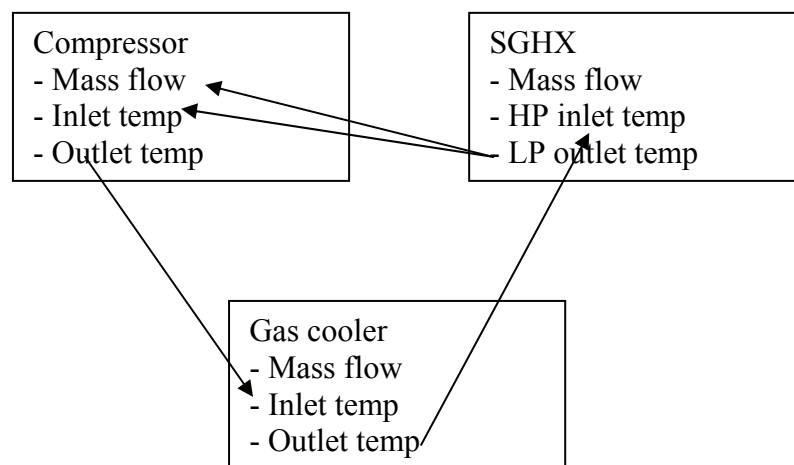 Compressor
- Mass flow
- Inlet temp
- Outlet temp
SGHX
- Mass flow
- HP inlet temp
- LP outlet temp
Gas cooler
- Mass flow
- Inlet temp
- Outlet temp